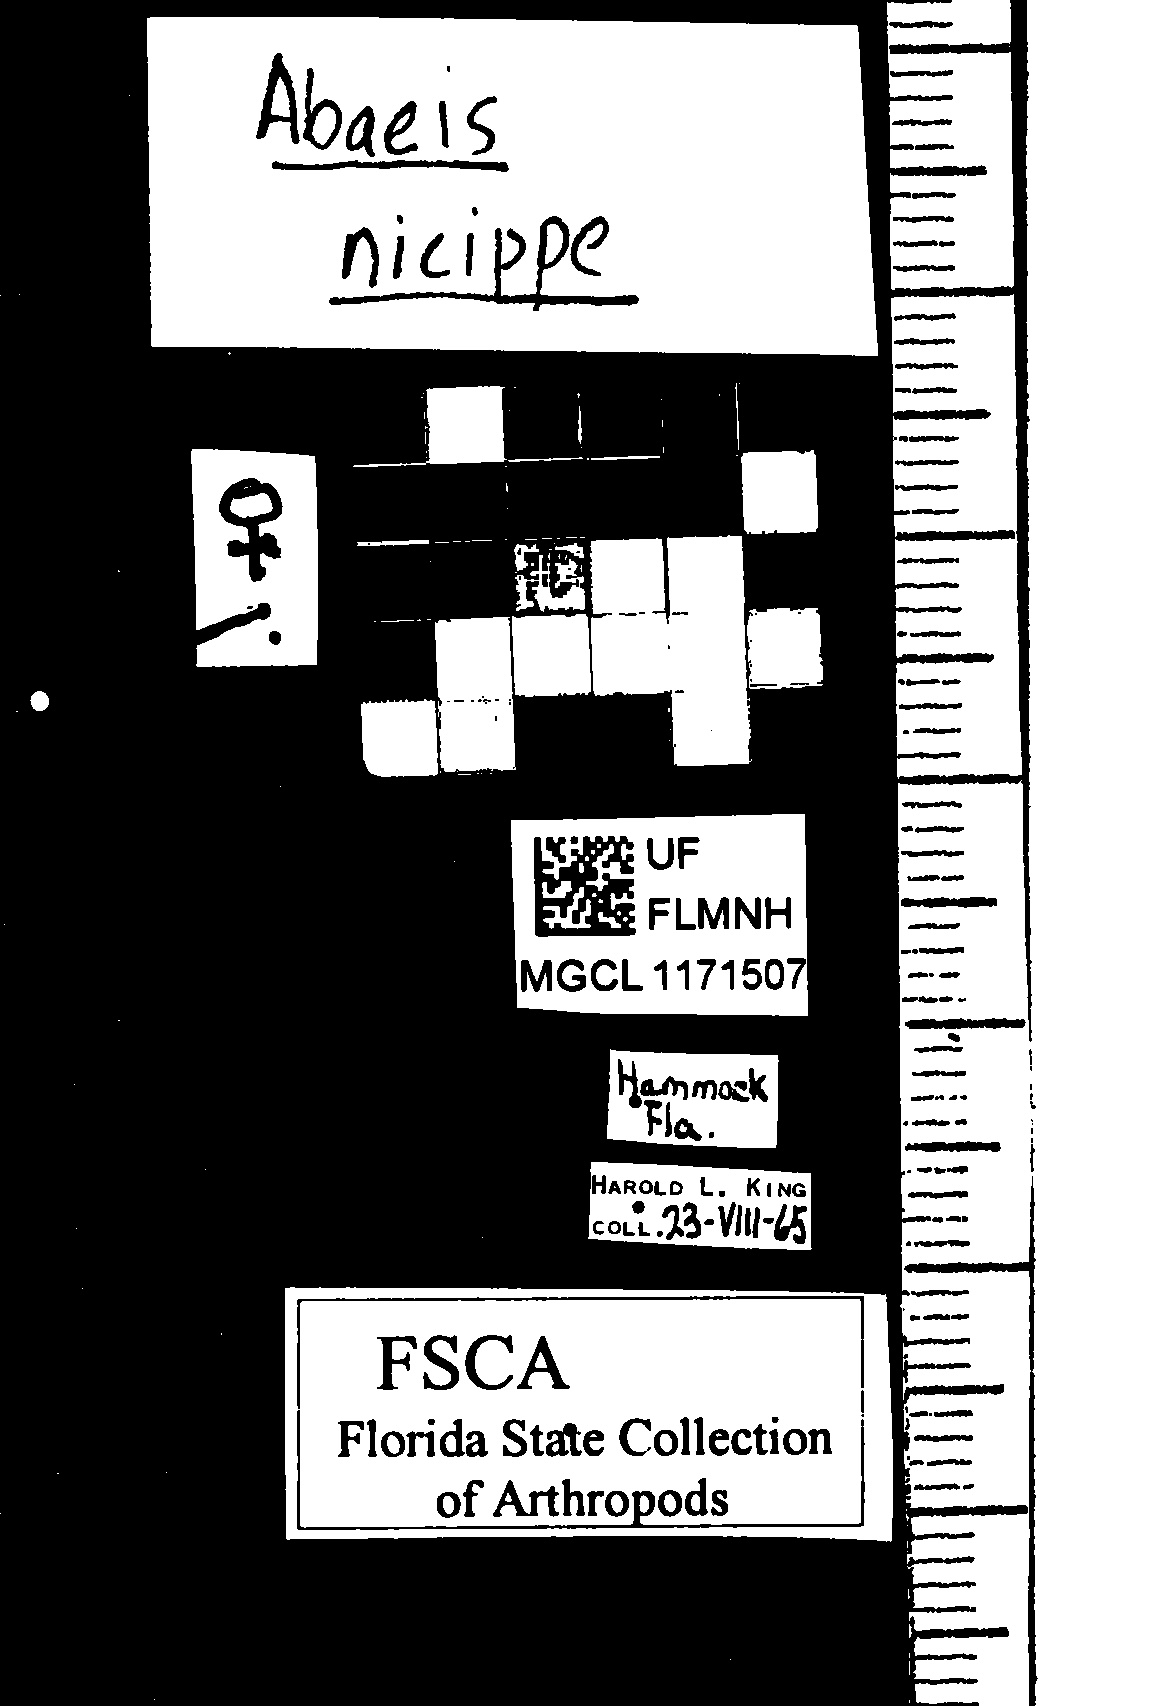 Abaeis
nicippe
♀
UF
FLMNH
MGCL 1171507
Hammock
Fla.
HAROLD L. KING
COLL. 23-VIII-65
FSCA
Florida State Collection
of Arthropods